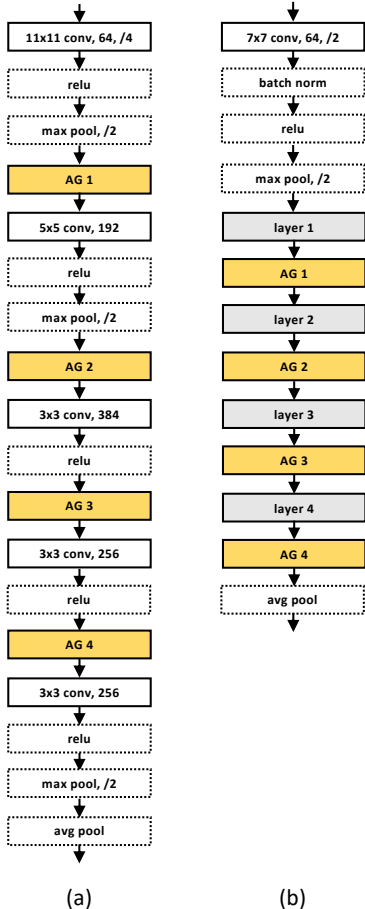 11x11 conv, 64, /4
relu
max pool, /2
AG 1
5x5 conv, 192
relu
max pool, /2
AG 2
3x3 conv, 384
relu
AG 3
3x3 conv, 256
relu
AG 4
3x3 conv, 256
relu
max pool, /2
avg pool
(a)
7x7 conv, 64, /2
batch norm
relu
max pool, /2
layer 1
AG 1
layer 2
AG 2
layer 3
AG 3
layer 4
AG 4
avg pool
(b)